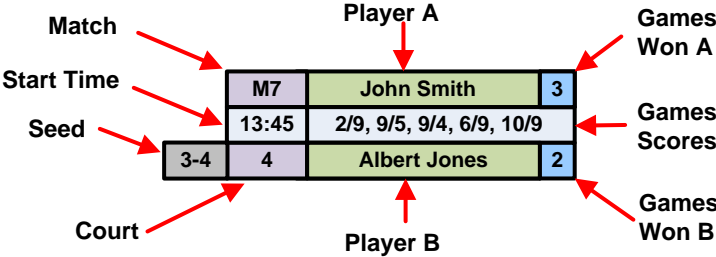 Player A
Match
Games
Won A
Start Time
M7
John Smith
3
13:45
2/9, 9/5, 9/4, 6/9, 10/9
Games
Scores
Seed
3-4
4
Albert Jones
2
Court
Player B
Games
Won B